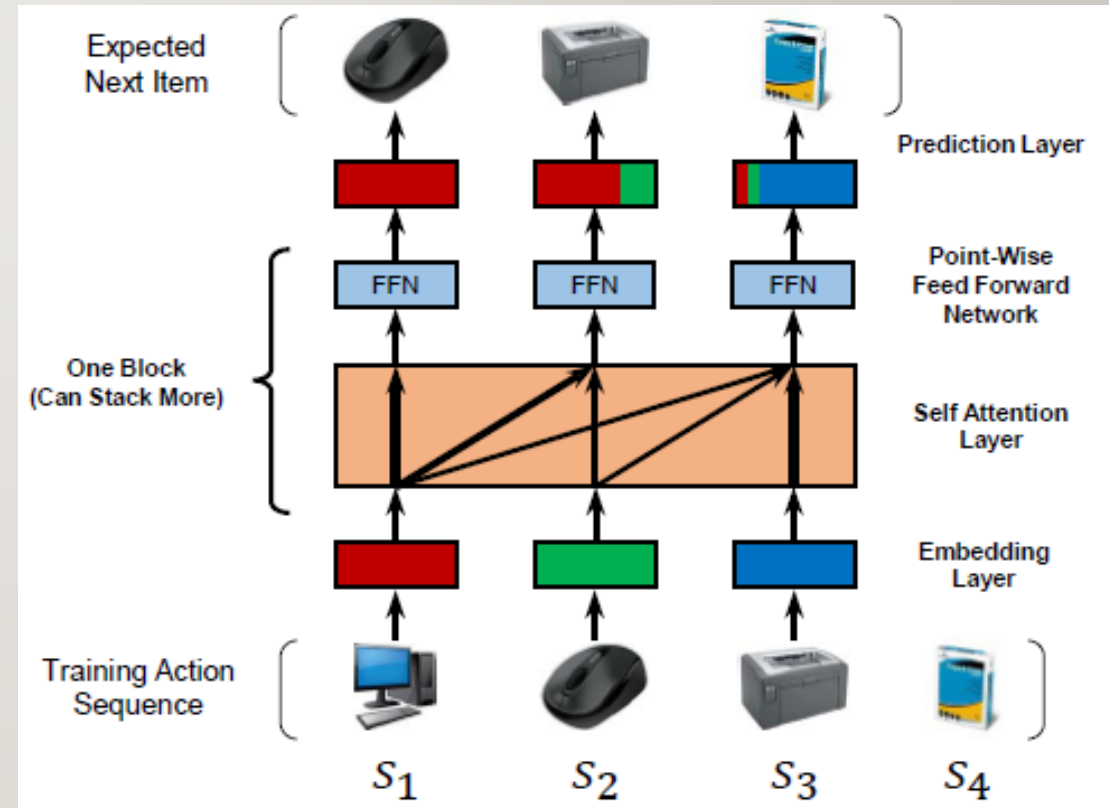 Expected
Next Item
Prediction Layer
FFN
FFN
FFN
Point-Wise
Feed Forward
Network
One Block
(Can Stack More)
Self Attention
Layer
Embedding
Layer
Training Action
Sequence
S1
S2
S3
S4